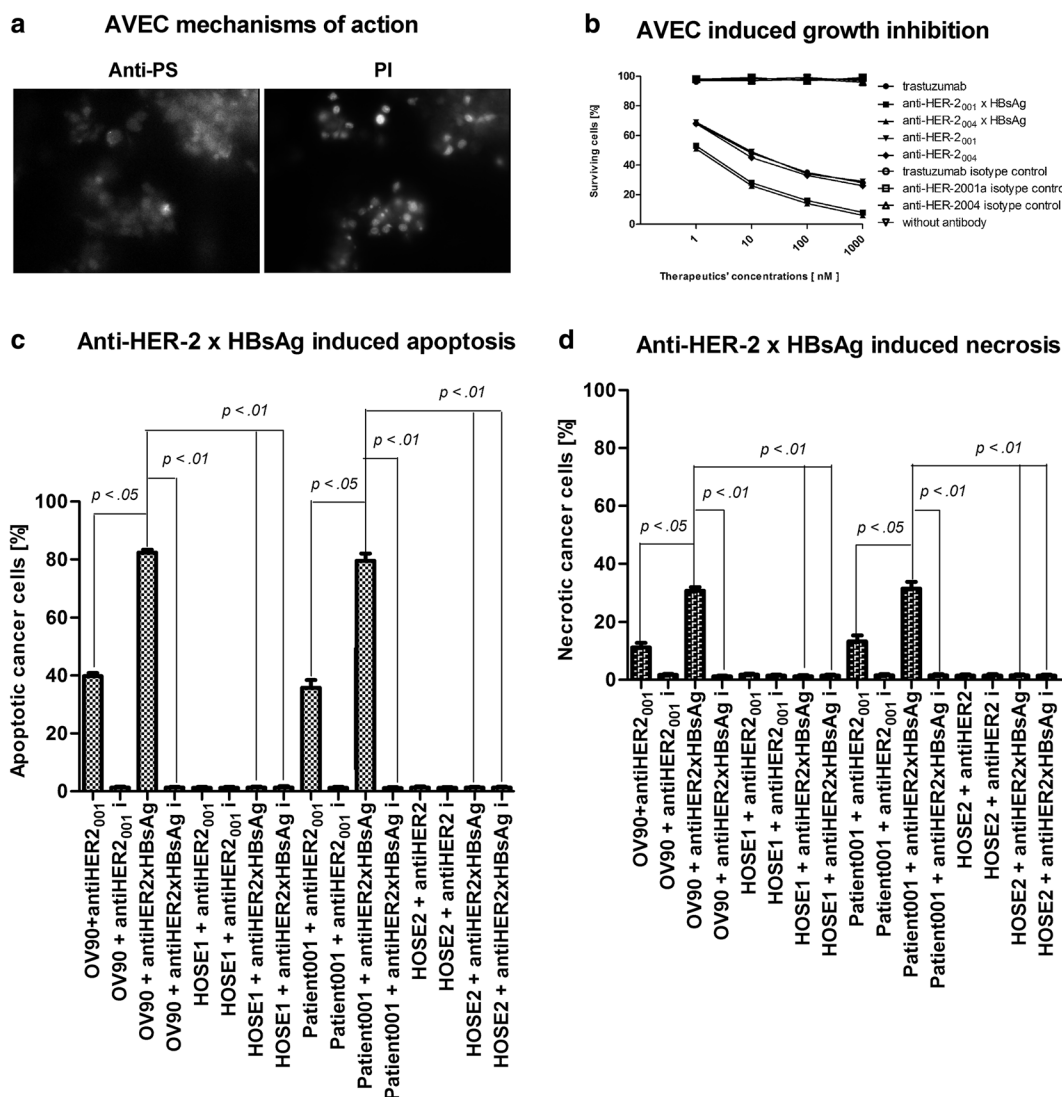 a
AVEC mechanisms of action
Anti-PS
PI
b
AVEC induced growth inhibition
Surviving cells [%]
100
80
60
40
20
0
1
10
100
1000
Therapeutics' concentrations [ nM ]
trastuzumab
anti-HER-2001 x HBsAg
anti-HER-2004 x HBsAg
anti-HER-2001
anti-HER-2004
trastuzumab isotype control
anti-HER-2001a isotype contr
anti-HER-2004 isotype control
without antibody
c
Anti-HER-2 x HBsAg induced apoptosis
Apoptotic cancer cells [%]
100
80
60
40
20
0
p < .05
p < .01
p < .01
p < .05
p < .01
p < .01
OV90+antiHER2001
OV90 + antiHER2001 i
OV90 + antiHER2xHBsAg
OV90 + antiHER2xHBsAg i
HOSE1 + antiHER2001
HOSE1 + antiHER2001 i
HOSE1 + antiHER2xHBsAg
HOSE1 + antiHER2xHBsAg i
Patient001 + antiHER2001
Patient001 + antiHER2001 i
Patient001 + antiHER2xHBsAg
Patient001 + antiHER2xHBsAg i
HOSE2 + antiHER2
HOSE2 + antiHER2 i
HOSE2 + antiHER2xHBsAg
HOSE2 + antiHER2xHBsAg i
d
Anti-HER-2 x HBsAg induced necrosis
Necrotic cancer cells [%]
100
80
60
40
20
0
p < .05
p < .01
p < .01
p < .05
p < .01
p < .01
OV90+antiHER2001
OV90 + antiHER2001 i
OV90 + antiHER2xHBsAg
OV90 + antiHER2xHBsAg i
HOSE1 + antiHER2001
HOSE1 + antiHER2001 i
HOSE1 + antiHER2xHBsAg
HOSE1 + antiHER2xHBsAg i
Patient001 + antiHER2001
Patient001 + antiHER2001 i
Patient001 + antiHER2xHBsAg
Patient001 + antiHER2xHBsAg i
HOSE2 + antiHER2
HOSE2 + antiHER2 i
HOSE2 + antiHER2xHBsAg
HOSE2 + antiHER2xHBsAg i